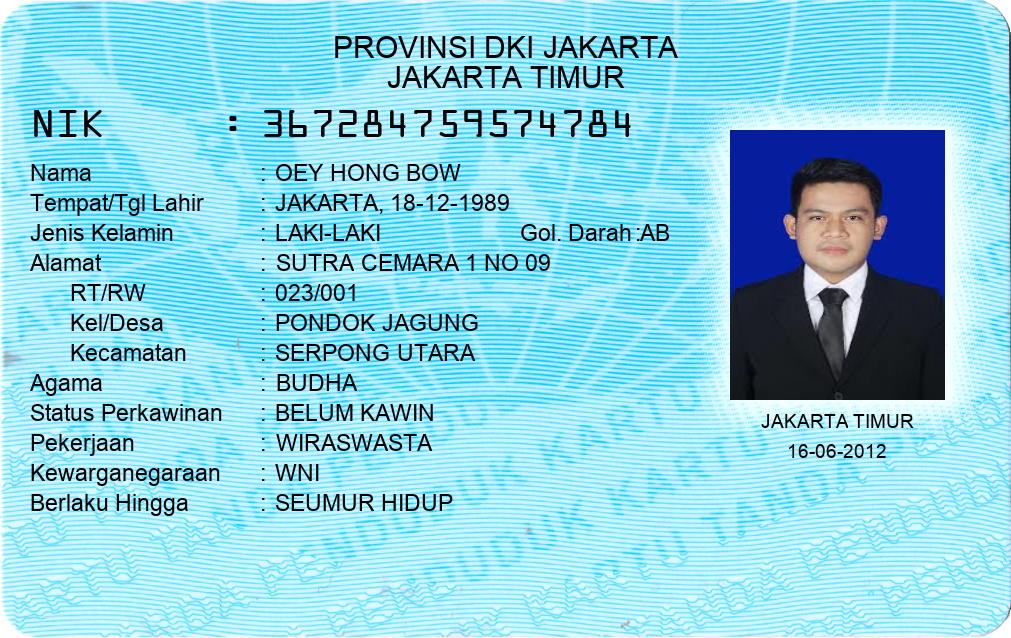 PROVINSI DKI JAKARTA
JAKARTA TIMUR
NIK : 367284759574784
Nama : OEY HONG BOW
Tempat/Tgl Lahir : JAKARTA, 18-12-1989
Jenis Kelamin : LAKI-LAKI Gol. Darah :AB
Alamat : SUTRA CEMARA 1 NO 09
RT/RW : 023/001
Kel/Desa : PONDOK JAGUNG
Kecamatan : SERPONG UTARA
Agama : BUDHA
Status Perkawinan : BELUM KAWIN
Pekerjaan : WIRASWASTA
Kewarganegaraan : WNI
Berlaku Hingga : SEUMUR HIDUP
JAKARTA TIMUR
16-06-2012